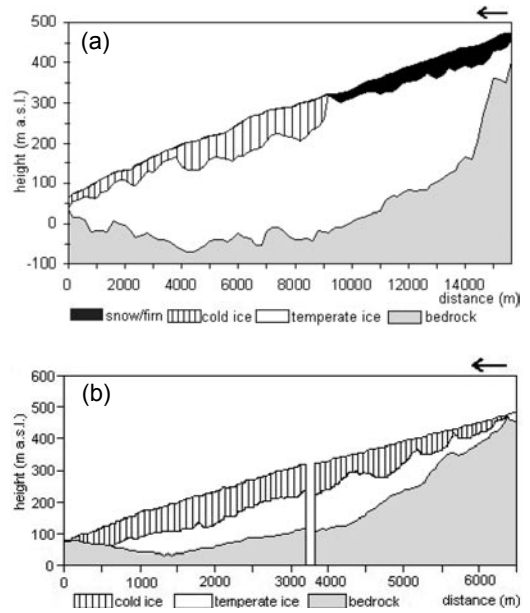 (a)
500
400
300
200
100
0
-100
height (m a.s.l.)
0 2000 4000 6000 8000 10000 12000 14000
distance (m)
snow/firn cold ice temperate ice bedrock
(b)
600
500
400
300
200
100
0
height (m a.s.l.)
0 1000 2000 3000 4000 5000 6000
distance (m)
cold ice temperate ice bedrock